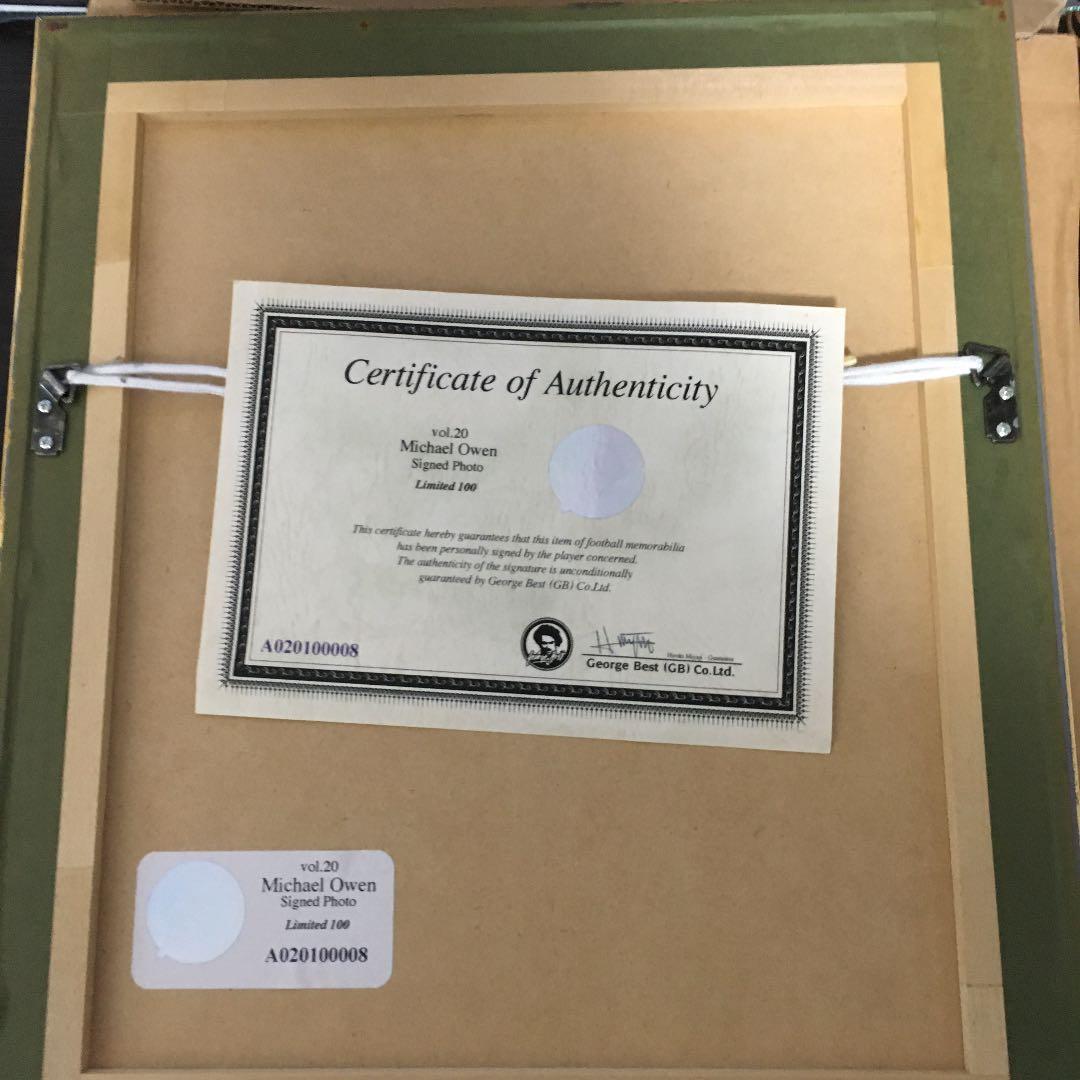 Certificate of Authenticity
vol.20
Michael Owen
Signed Photo
Limited 100
This certificate hereby guarantees that this item of football memorabilia
has been personally signed by the player concerned.
The authenticity of the signature is unconditionally
guaranteed by George Best (GB) Co.Ltd.
A020100008
George Best (GB) Co.Ltd.
vol.20
Michael Owen
Signed Photo
Limited 100
A020100008